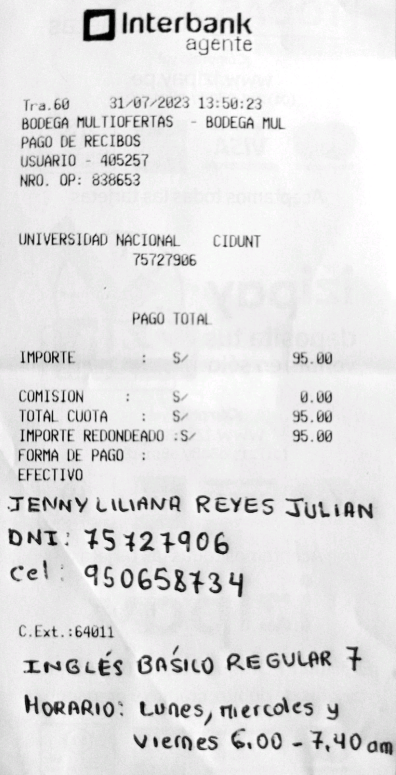 Interbank
agente
Tra.60 31/07/2023 13:50:23
BODEGA MULTIOFERTAS - BODEGA MUL
PAGO DE RECIBOS
USUARIO - 405257
NRO. OP: 838653
UNIVERSIDAD NACIONAL CIDUNT
75727906
PAGO TOTAL
IMPORTE : S/ 95.00
COMISION : S/ 0.00
TOTAL CUOTA : S/ 95.00
IMPORTE REDONDEADO :S/ 95.00
FORMA DE PAGO :
EFECTIVO
JENNY LILIANA REYES JULIAN
DNI: 75727906
cel: 950658734
C.Ext.:64011
INGLÉS BAŚICO REGULAR 7
HORARIO: Lunes, miercoles y
viernes 6.00 - 7.40 am